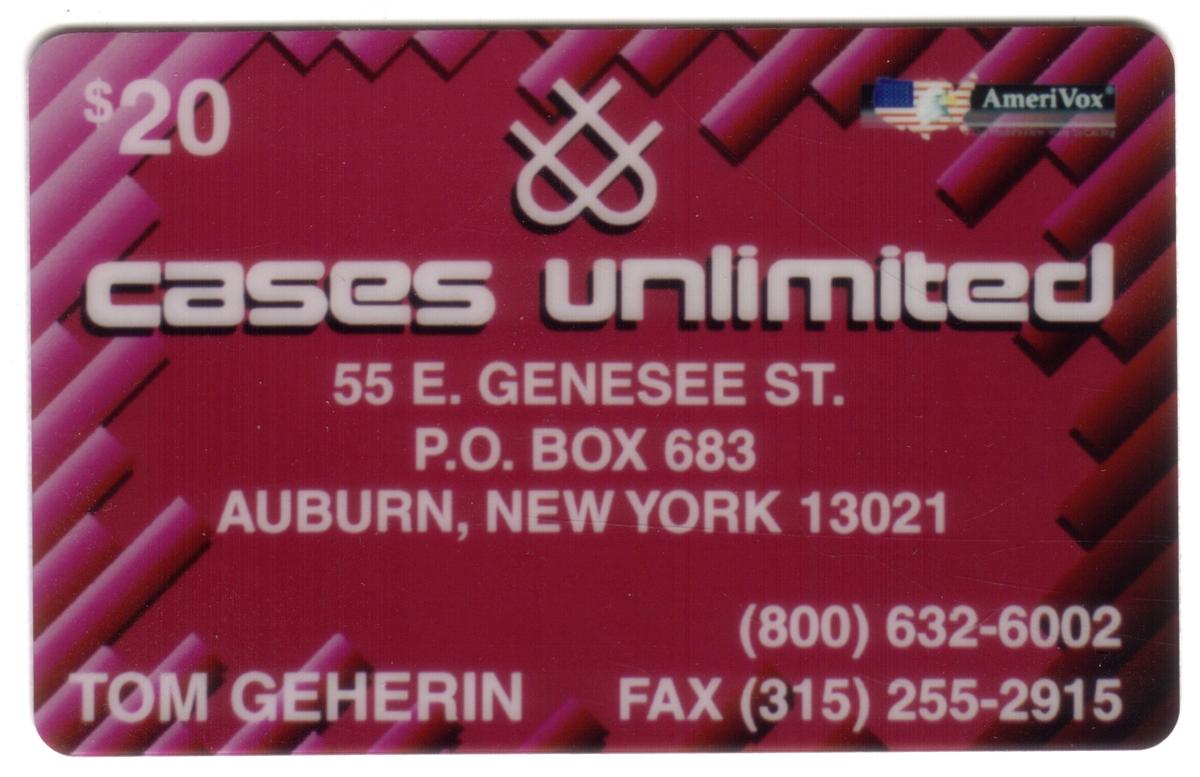 $20
AmeriVox®
cases unlimited
55 E. GENESEE ST.
P.O. BOX 683
AUBURN, NEW YORK 13021
(800) 632-6002
TOM GEHERIN FAX (315) 255-2915